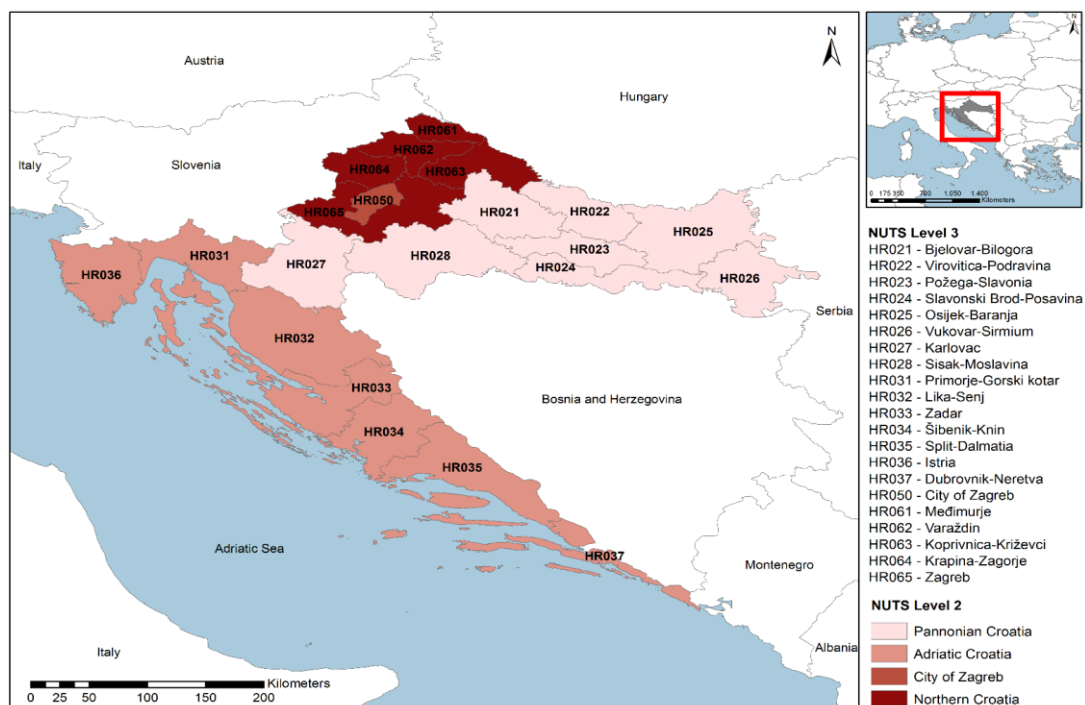 Austria
Hungary
Italy
Slovenia
HR061
HR062
HR064
HR063
HR050
HR065
HR021
HR022
HR025
HR023
HR024
HR026
HR027
HR028
HR031
HR036
HR032
HR033
HR034
HR035
HR037
Serbia
Bosnia and Herzegovina
Adriatic Sea
Montenegro
Albania
Italy
Kilometers
0 25 50 100 150 200
N
N
0 175 350 700 1.050 1.400
Kilometers
NUTS Level 3
HR021 - Bjelovar-Bilogora
HR022 - Virovitica-Podravina
HR023 - Požega-Slavonia
HR024 - Slavonski Brod-Posavina
HR025 - Osijek-Baranja
HR026 - Vukovar-Sirmium
HR027 - Karlovac
HR028 - Sisak-Moslavina
HR031 - Primorje-Gorski kotar
HR032 - Lika-Senj
HR033 - Zadar
HR034 - Šibenik-Knin
HR035 - Split-Dalmatia
HR036 - Istria
HR037 - Dubrovnik-Neretva
HR050 - City of Zagreb
HR061 - Međimurje
HR062 - Varaždin
HR063 - Koprivnica-Križevci
HR064 - Krapina-Zagorje
HR065 - Zagreb
NUTS Level 2
Pannonian Croatia
Adriatic Croatia
City of Zagreb
Northern Croatia